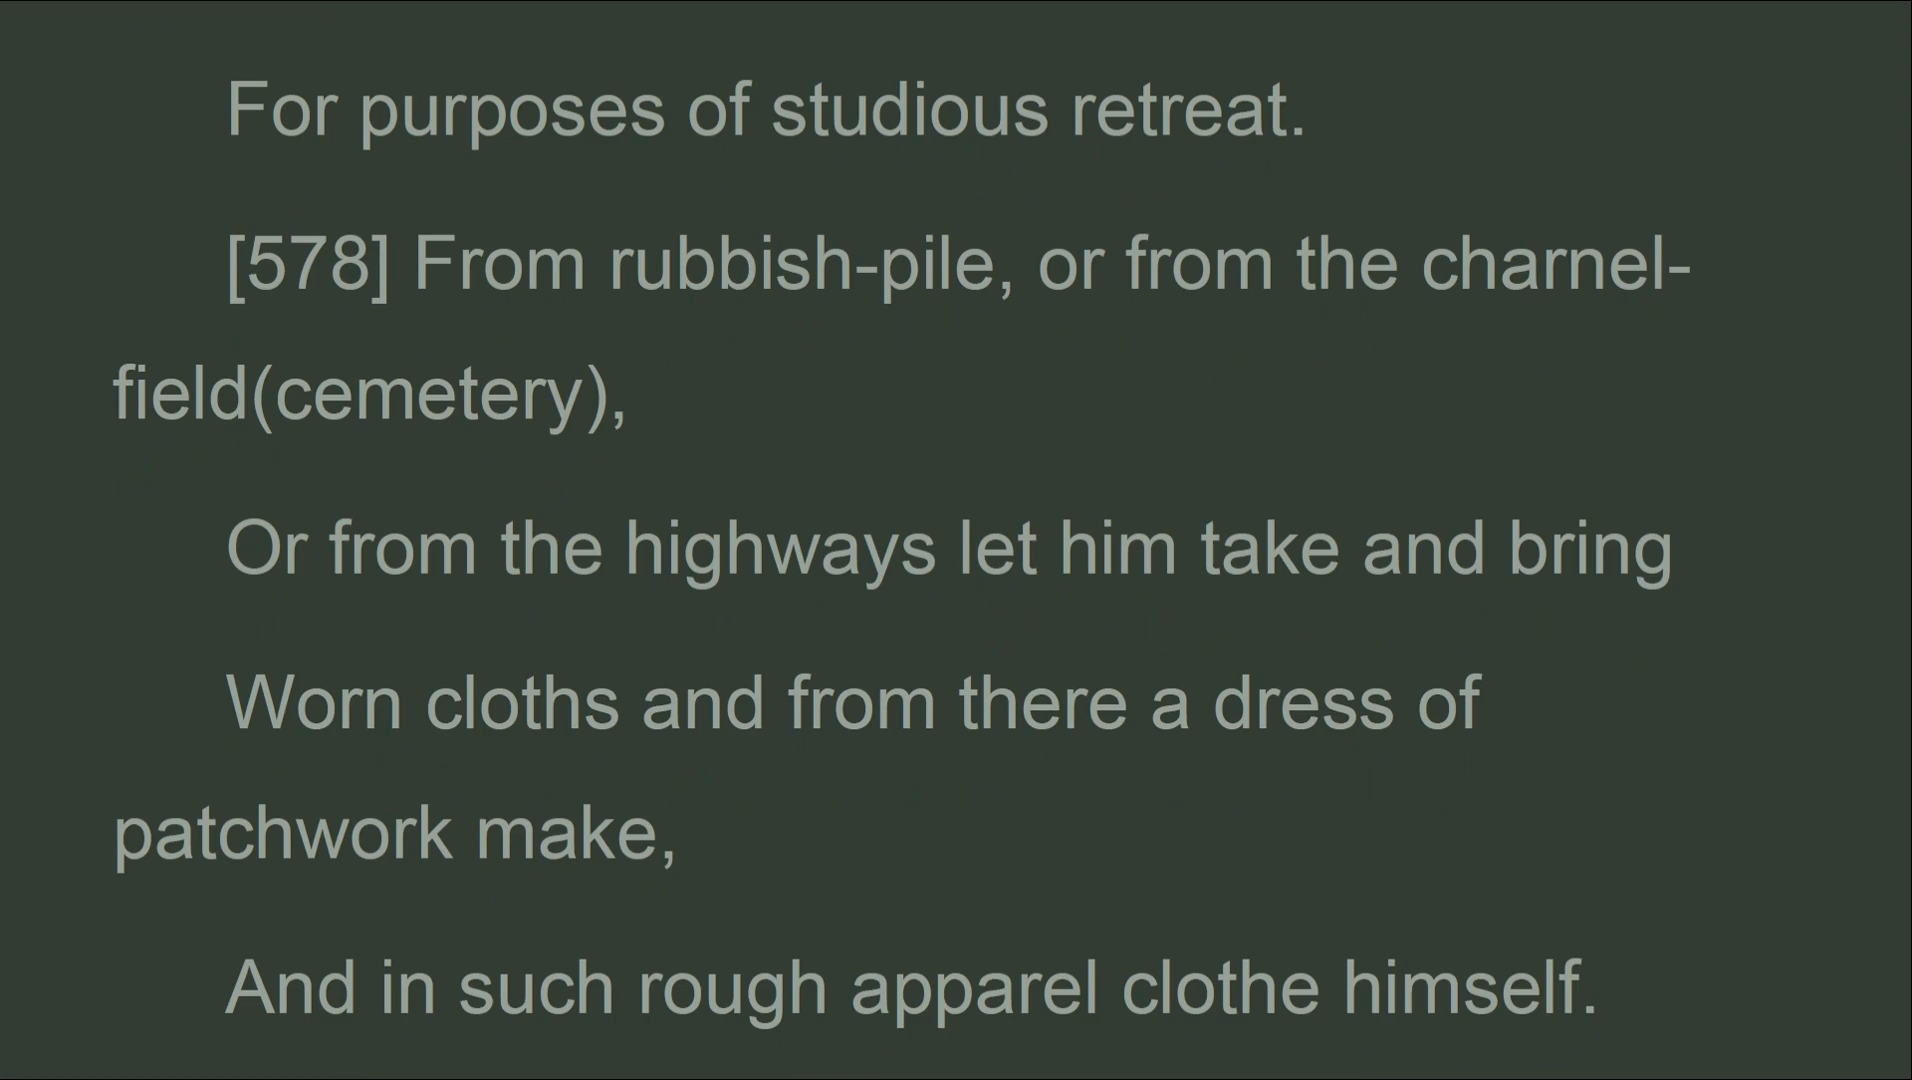 For purposes of studious retreat.
[578] From rubbish-pile, or from the charnel-
field(cemetery),
Or from the highways let him take and bring
Worn cloths and from there a dress of
patchwork make,
And in such rough apparel clothe himself.